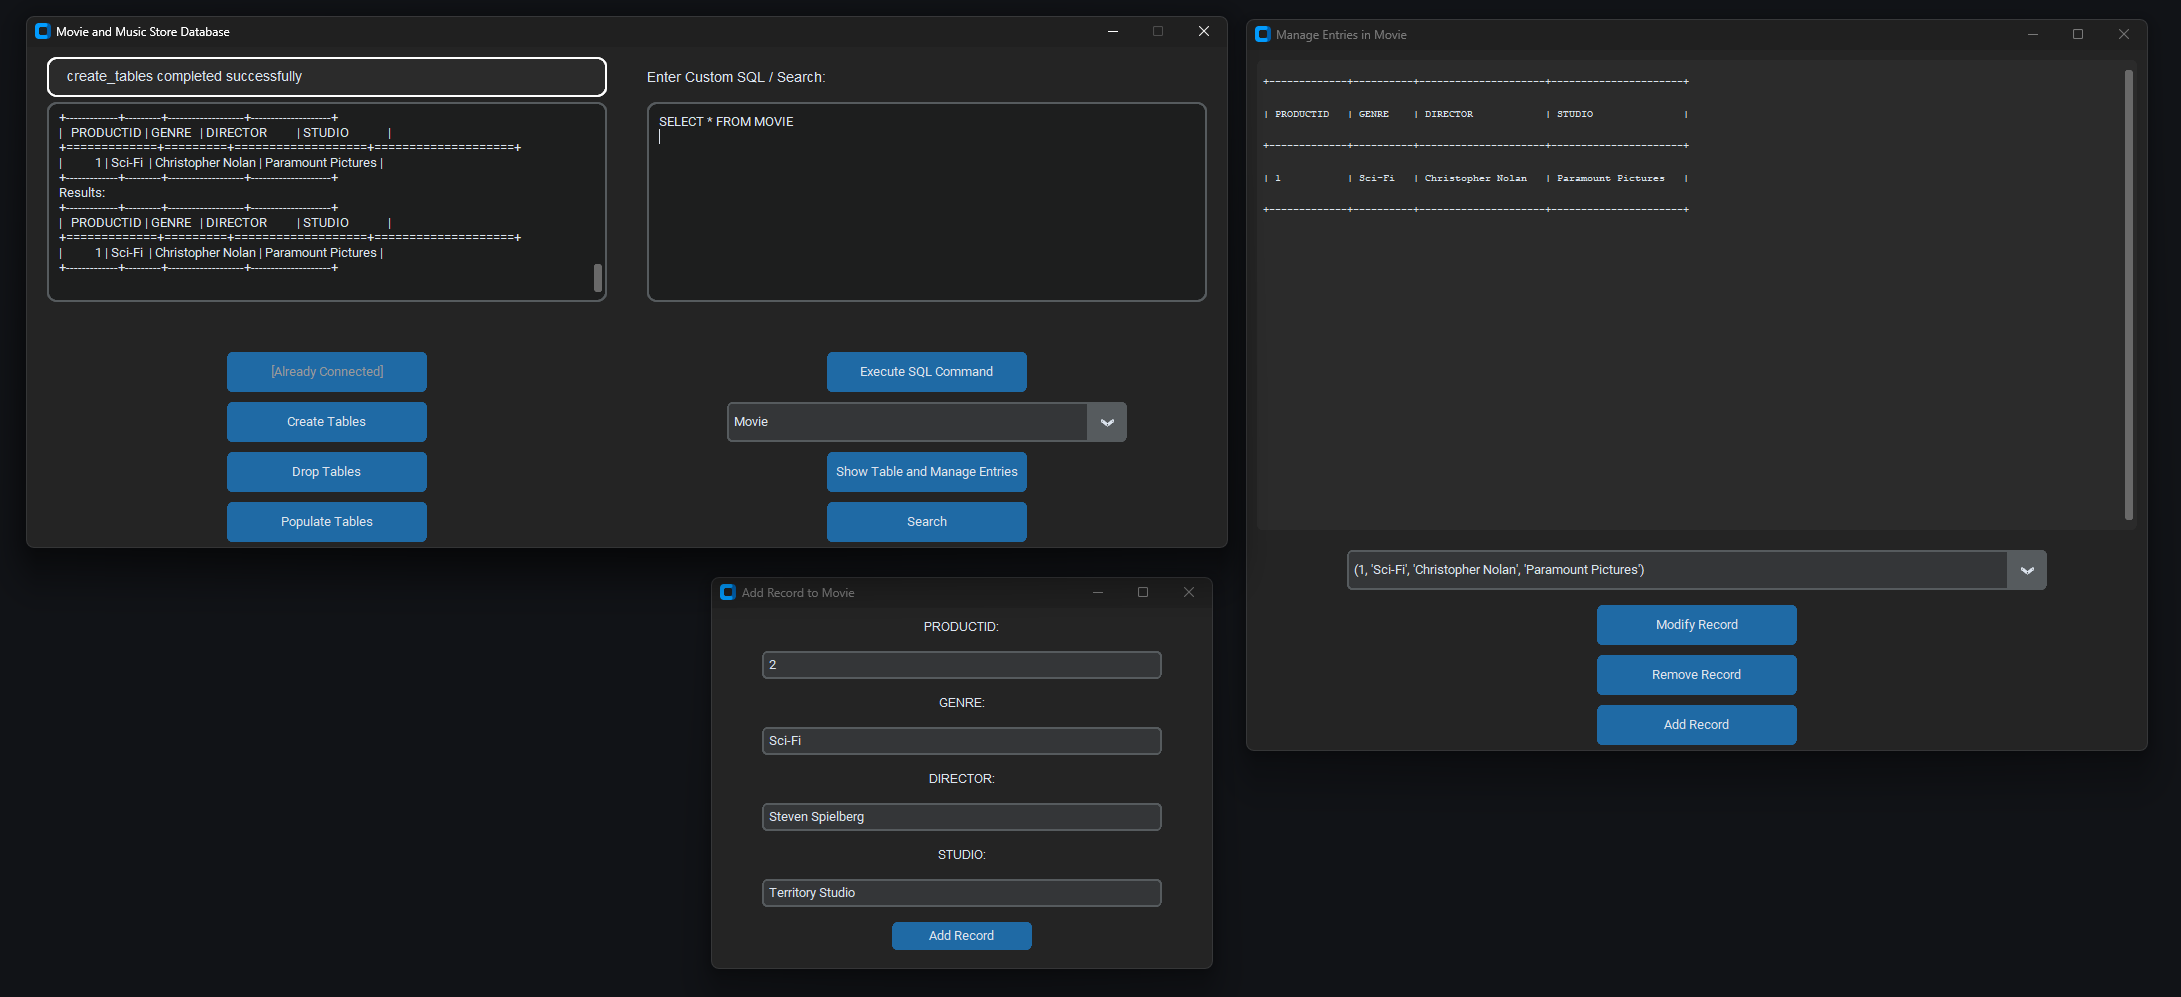 Movie and Music Store Database
create_tables completed successfully
+------------+---------+------------------+-------------------+
| PRODUCTID | GENRE | DIRECTOR | STUDIO |
+=============+=========+===================+=====================+
| 1 | Sci-Fi | Christopher Nolan | Paramount Pictures |
+------------+---------+------------------+-------------------+
Results:
+------------+---------+------------------+-------------------+
| PRODUCTID | GENRE | DIRECTOR | STUDIO |
+=============+=========+===================+=====================+
| 1 | Sci-Fi | Christopher Nolan | Paramount Pictures |
+------------+---------+------------------+-------------------+
[Already Connected]
Create Tables
Drop Tables
Populate Tables
Enter Custom SQL / Search:
SELECT * FROM MOVIE
Execute SQL Command
Movie
Show Table and Manage Entries
Search
Manage Entries in Movie
+-------------+----------+---------------------+----------------------+
| PRODUCTID | GENRE | DIRECTOR | STUDIO |
+-------------+----------+---------------------+----------------------+
| 1 | Sci-Fi | Christopher Nolan | Paramount Pictures |
+-------------+----------+---------------------+----------------------+
(1, 'Sci-Fi', 'Christopher Nolan', 'Paramount Pictures')
Modify Record
Remove Record
Add Record
Add Record to Movie
PRODUCTID:
2
GENRE:
Sci-Fi
DIRECTOR:
Steven Spielberg
STUDIO:
Territory Studio
Add Record